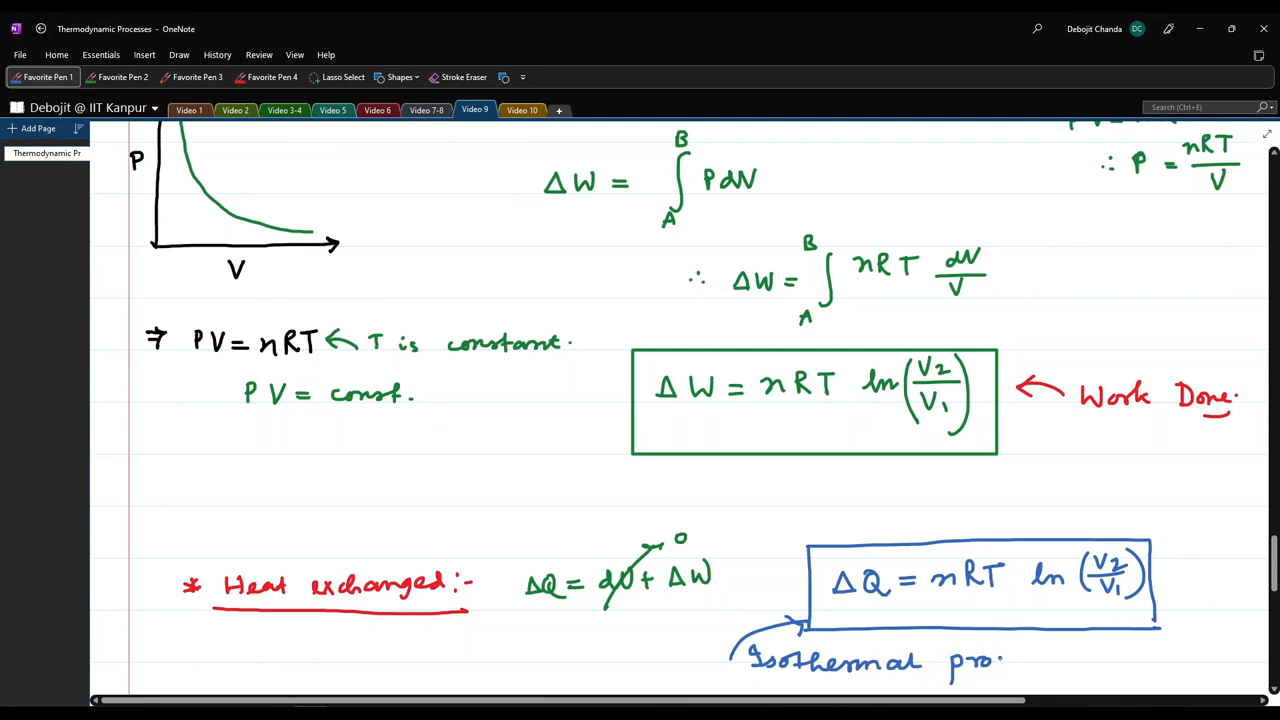 Thermodynamic Processes - OneNote
Debojit Chanda DC
File Home Essentials Insert Draw History Review View Help
Favorite Pen 1 Favorite Pen 2 Favorite Pen 3 Favorite Pen 4 Lasso Select Shapes Stroke Eraser
Debojit @ IIT Kanpur Video 1 Video 2 Video 3-4 Video 5 Video 6 Video 7-8 Video 9 Video 10 +
Search (Ctrl+E)
Add Page
Thermodynamic Pr
P
V
ΔW = ∫ P dV
B
A
∴ P = nRT/V
∴ ΔW = ∫ nRT dV/V
B
A
⇒ PV = nRT ← T is constant.
PV = const.
ΔW = nRT ln(V2/V1) ← Work Done.
* Heat exchanged:-
ΔQ = dU + ΔW
0
ΔQ = nRT ln(V2/V1)
Isothermal pro